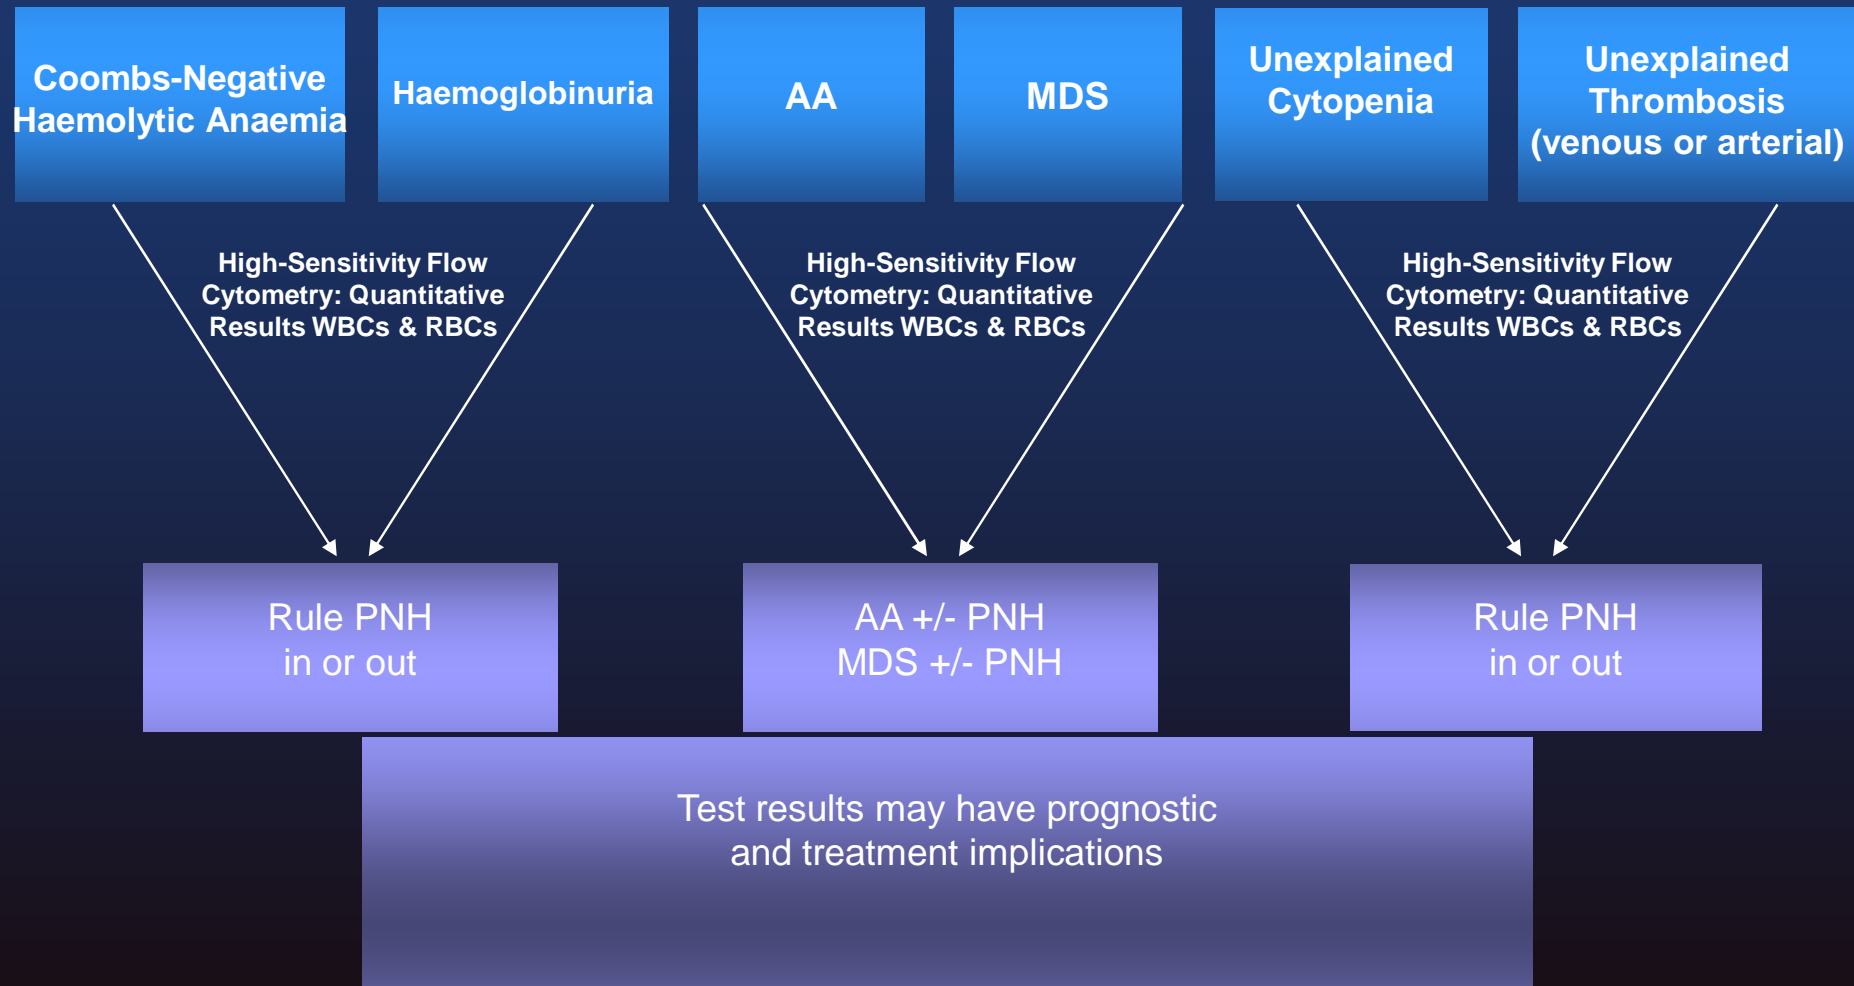 Coombs-Negative
Haemolytic Anaemia
Haemoglobinuria
AA
MDS
Unexplained
Cytopenia
Unexplained
Thrombosis
(venous or arterial)
High-Sensitivity Flow
Cytometry: Quantitative
Results WBCs & RBCs
High-Sensitivity Flow
Cytometry: Quantitative
Results WBCs & RBCs
High-Sensitivity Flow
Cytometry: Quantitative
Results WBCs & RBCs
Rule PNH
in or out
AA +/- PNH
MDS +/- PNH
Rule PNH
in or out
Test results may have prognostic
and treatment implications